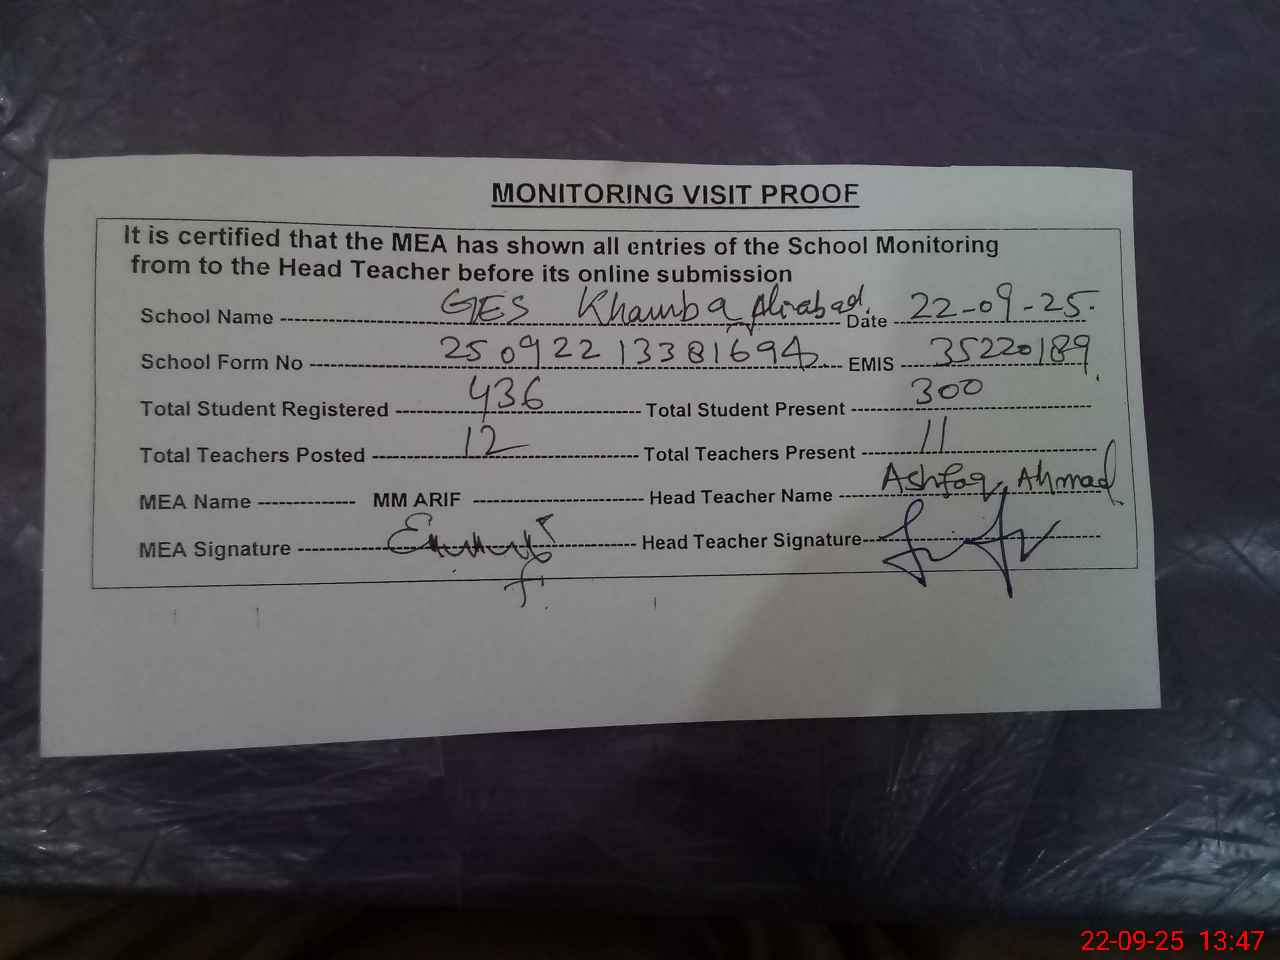 MONITORING VISIT PROOF
It is certified that the MEA has shown all entries of the School Monitoring
from to the Head Teacher before its online submission
School Name GES Khamba Aliabad. Date 22-09-25.
School Form No 25092213381694 EMIS 35220189
Total Student Registered 436 Total Student Present 300
Total Teachers Posted 12 Total Teachers Present 11
MEA Name MM ARIF Head Teacher Name Ashfaq Ahmad
MEA Signature Head Teacher Signature
22-09-25 13:47